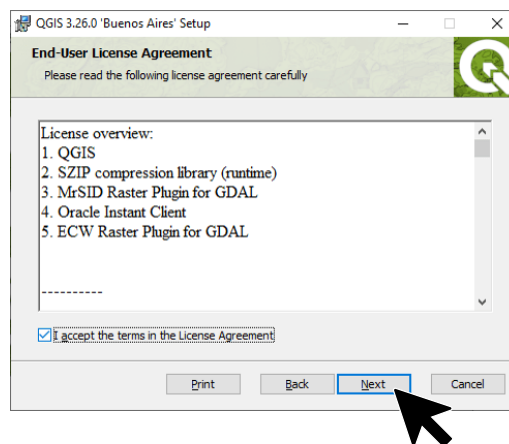 QGIS 3.26.0 'Buenos Aires' Setup
End-User License Agreement
Please read the following license agreement carefully
License overview:
1. QGIS
2. SZIP compression library (runtime)
3. MrSID Raster Plugin for GDAL
4. Oracle Instant Client
5. ECW Raster Plugin for GDAL
----------
I accept the terms in the License Agreement
Print Back Next Cancel